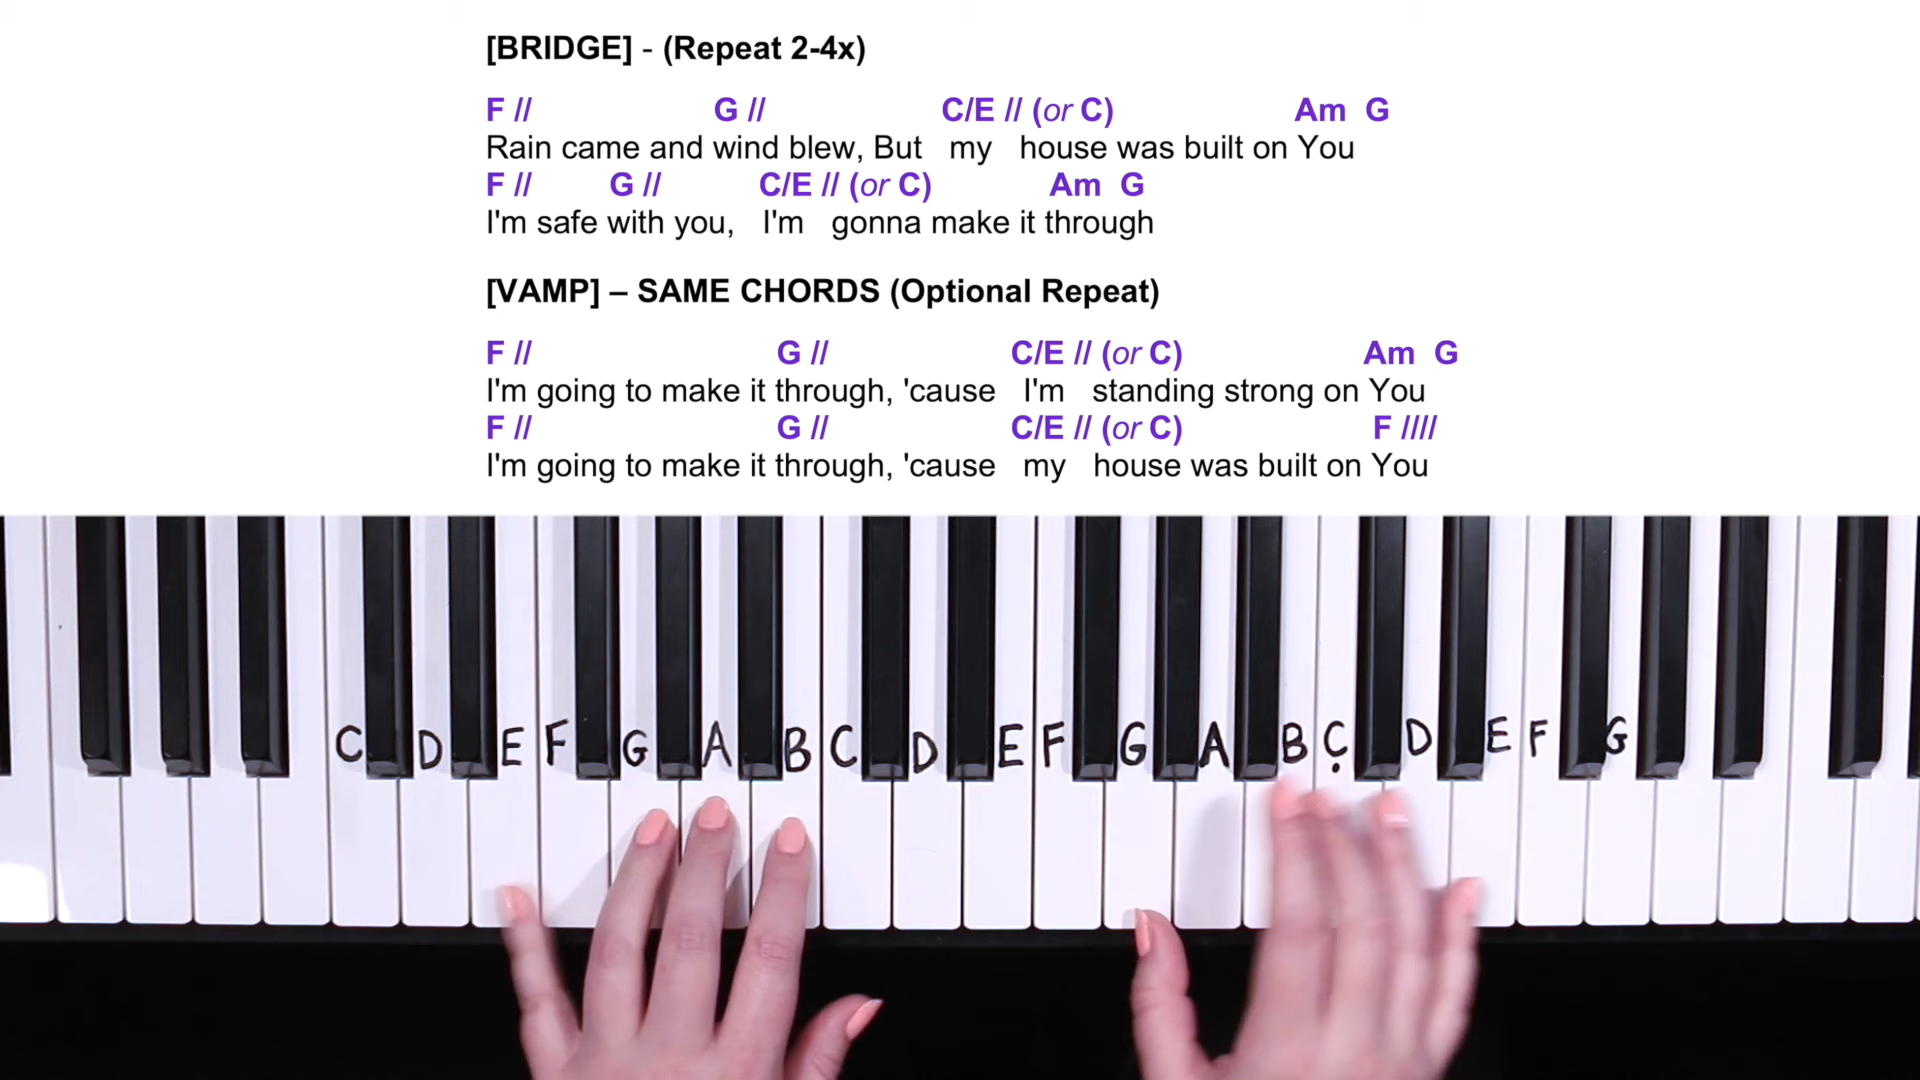 [BRIDGE] - (Repeat 2-4x)
F // G // C/E // (or C) Am G
Rain came and wind blew, But my house was built on You
F // G // C/E // (or C) Am G
I'm safe with you, I'm gonna make it through
[VAMP] – SAME CHORDS (Optional Repeat)
F // G // C/E // (or C) Am G
I'm going to make it through, 'cause I'm standing strong on You
F // G // C/E // (or C) F ////
I'm going to make it through, 'cause my house was built on You
C D E F G A B C D E F G A B C D E F G